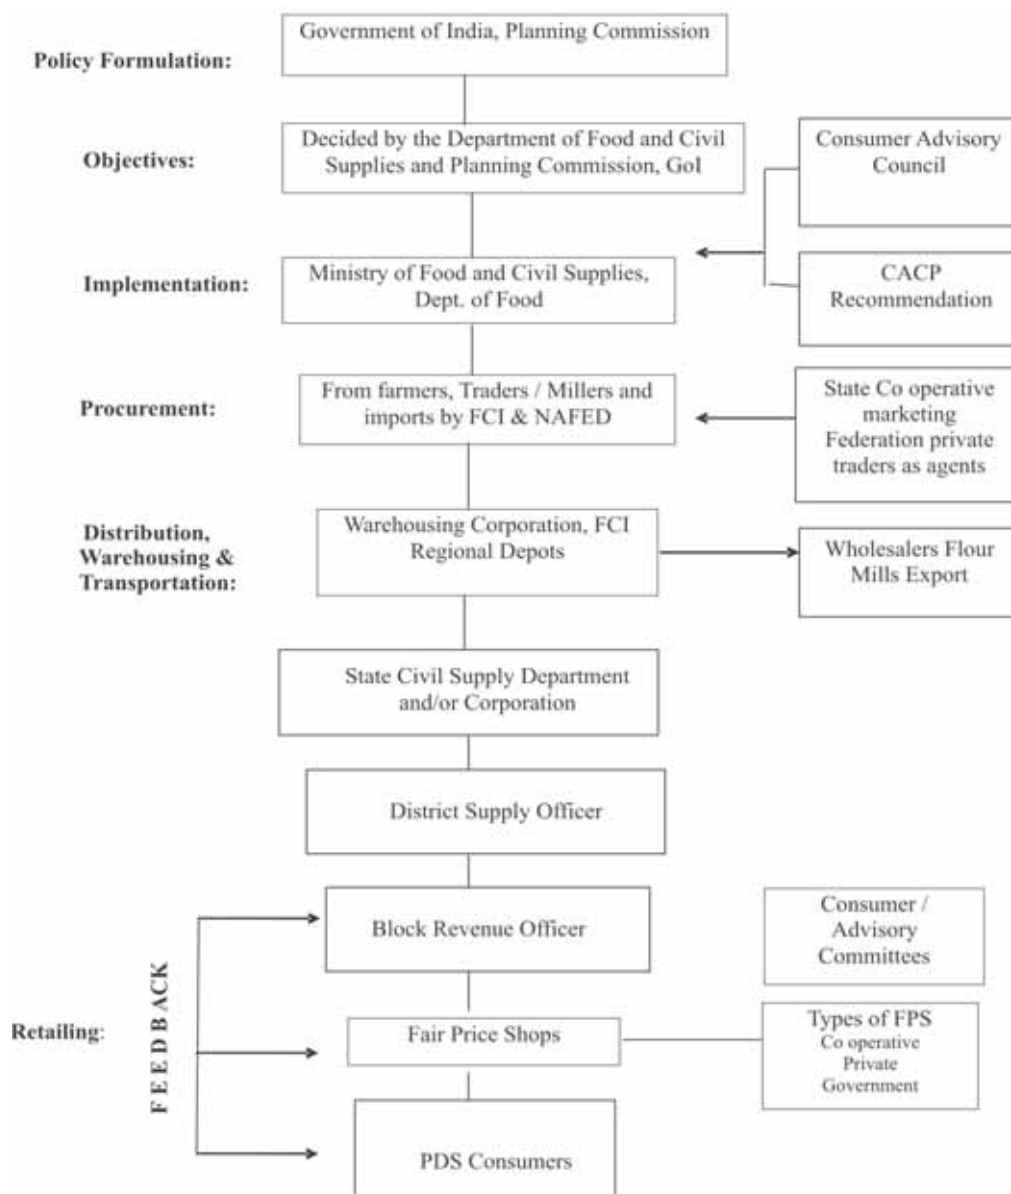 Government of India, Planning Commission
Policy Formulation:
Decided by the Department of Food and Civil
Supplies and Planning Commission, GoI
Objectives:
Consumer Advisory
Council
Implementation:
Ministry of Food and Civil Supplies,
Dept. of Food
CACP
Recommendation
Procurement:
From farmers, Traders / Millers and
imports by FCI & NAFED
State Co operative
marketing
Federation private
traders as agents
Distribution,
Warehousing &
Transportation:
Warehousing Corporation, FCI
Regional Depots
Wholesalers Flour
Mills Export
State Civil Supply Department
and/or Corporation
District Supply Officer
Block Revenue Officer
Consumer /
Advisory
Committees
FEEDBACK
Retailing:
Fair Price Shops
Types of FPS
Co operative
Private
Government
PDS Consumers